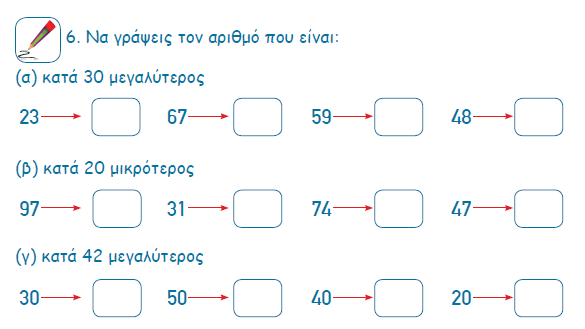 6. Να γράψεις τον αριθμό που είναι:
(α) κατά 30 μεγαλύτερος
23 67 59 48
(β) κατά 20 μικρότερος
97 31 74 47
(γ) κατά 42 μεγαλύτερος
30 50 40 20